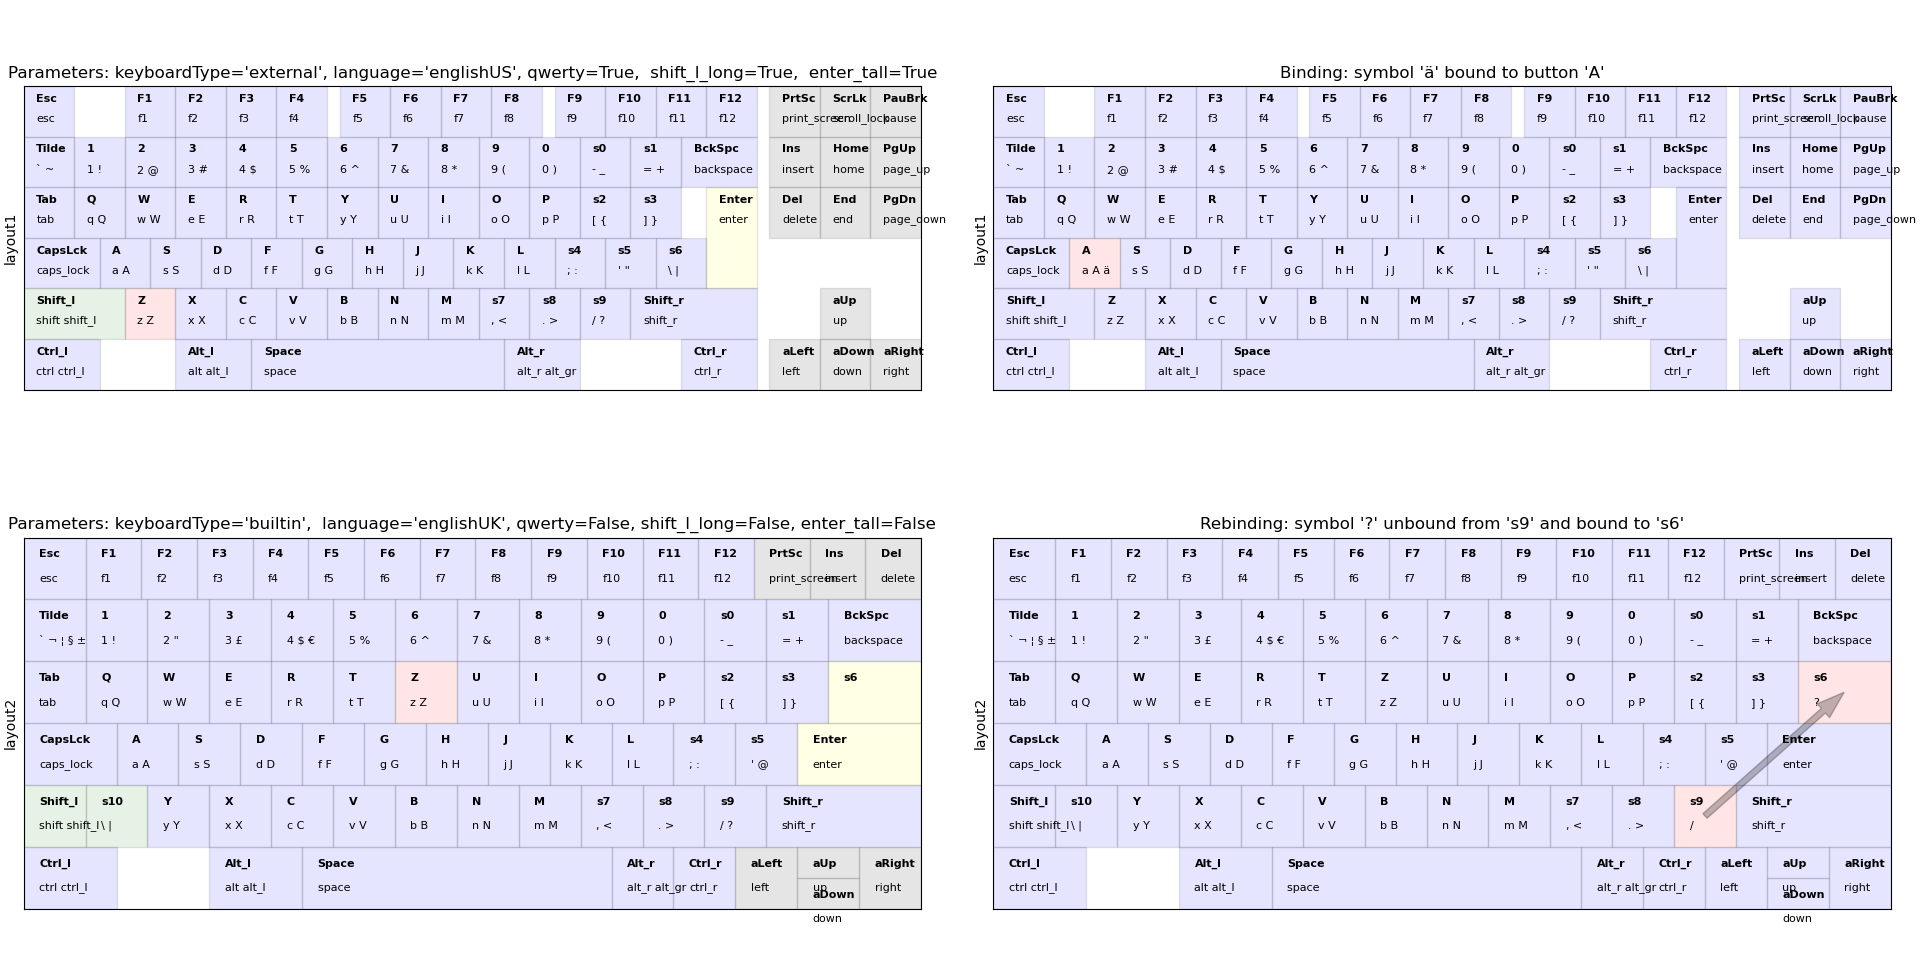 Parameters: keyboardType='external', language='englishUS', qwerty=True,  shift_l_long=True,  enter_tall=True
layout1
Esc F1 F2 F3 F4 F5 F6 F7 F8 F9 F10 F11 F12 PrtSc ScrLk PauBrk
esc f1 f2 f3 f4 f5 f6 f7 f8 f9 f10 f11 f12 print_screen scroll_lock pause
Tilde 1 2 3 4 5 6 7 8 9 0 s0 s1 BckSpc Ins Home PgUp
` ~ 1 ! 2 @ 3 # 4 $ 5 % 6 ^ 7 & 8 * 9 ( 0 ) - _ = + backspace insert home page_up
Tab Q W E R T Y U I O P s2 s3 Enter Del End PgDn
tab q Q w W e E r R t T y Y u U i I o O p P [ { ] } enter delete end page_down
CapsLck A S D F G H J K L s4 s5 s6
caps_lock a A s S d D f F g G h H j J k K l L ; : ' " \ |
Shift_l Z X C V B N M s7 s8 s9 Shift_r aUp
shift shift_l z Z x X c C v V b B n N m M , < . > / ? shift_r up
Ctrl_l Alt_l Space Alt_r Ctrl_r aLeft aDown aRight
ctrl ctrl_l alt alt_l space alt_r alt_gr ctrl_r left down right
Binding: symbol 'ä' bound to button 'A'
layout1
Esc F1 F2 F3 F4 F5 F6 F7 F8 F9 F10 F11 F12 PrtSc ScrLk PauBrk
esc f1 f2 f3 f4 f5 f6 f7 f8 f9 f10 f11 f12 print_screen scroll_lock pause
Tilde 1 2 3 4 5 6 7 8 9 0 s0 s1 BckSpc Ins Home PgUp
` ~ 1 ! 2 @ 3 # 4 $ 5 % 6 ^ 7 & 8 * 9 ( 0 ) - _ = + backspace insert home page_up
Tab Q W E R T Y U I O P s2 s3 Enter Del End PgDn
tab q Q w W e E r R t T y Y u U i I o O p P [ { ] } enter delete end page_down
CapsLck A S D F G H J K L s4 s5 s6
caps_lock a A ä s S d D f F g G h H j J k K l L ; : ' " \ |
Shift_l Z X C V B N M s7 s8 s9 Shift_r aUp
shift shift_l z Z x X c C v V b B n N m M , < . > / ? shift_r up
Ctrl_l Alt_l Space Alt_r Ctrl_r aLeft aDown aRight
ctrl ctrl_l alt alt_l space alt_r alt_gr ctrl_r left down right
Parameters: keyboardType='builtin',  language='englishUK', qwerty=False, shift_l_long=False, enter_tall=False
layout2
Esc F1 F2 F3 F4 F5 F6 F7 F8 F9 F10 F11 F12 PrtSc Ins Del
esc f1 f2 f3 f4 f5 f6 f7 f8 f9 f10 f11 f12 print_screen insert delete
Tilde 1 2 3 4 5 6 7 8 9 0 s0 s1 BckSpc
` ¬ ¦ § ± 1 ! 2 " 3 £ 4 $ € 5 % 6 ^ 7 & 8 * 9 ( 0 ) - _ = + backspace
Tab Q W E R T Z U I O P s2 s3 s6
tab q Q w W e E r R t T z Z u U i I o O p P [ { ] }
CapsLck A S D F G H J K L s4 s5 Enter
caps_lock a A s S d D f F g G h H j J k K l L ; : ' @ enter
Shift_l s10 Y X C V B N M s7 s8 s9 Shift_r
shift shift_l \ | y Y x X c C v V b B n N m M , < . > / ? shift_r
Ctrl_l Alt_l Space Alt_r Ctrl_r aLeft aUp aRight
ctrl ctrl_l alt alt_l space alt_r alt_gr ctrl_r left up right
aDown
down
Rebinding: symbol '?' unbound from 's9' and bound to 's6'
layout2
Esc F1 F2 F3 F4 F5 F6 F7 F8 F9 F10 F11 F12 PrtSc Ins Del
esc f1 f2 f3 f4 f5 f6 f7 f8 f9 f10 f11 f12 print_screen insert delete
Tilde 1 2 3 4 5 6 7 8 9 0 s0 s1 BckSpc
` ¬ ¦ § ± 1 ! 2 " 3 £ 4 $ € 5 % 6 ^ 7 & 8 * 9 ( 0 ) - _ = + backspace
Tab Q W E R T Z U I O P s2 s3 s6
tab q Q w W e E r R t T z Z u U i I o O p P [ { ] } ?
CapsLck A S D F G H J K L s4 s5 Enter
caps_lock a A s S d D f F g G h H j J k K l L ; : ' @ enter
Shift_l s10 Y X C V B N M s7 s8 s9 Shift_r
shift shift_l \ | y Y x X c C v V b B n N m M , < . > / shift_r
Ctrl_l Alt_l Space Alt_r Ctrl_r aLeft aUp aRight
ctrl ctrl_l alt alt_l space alt_r alt_gr ctrl_r left up right
aDown
down